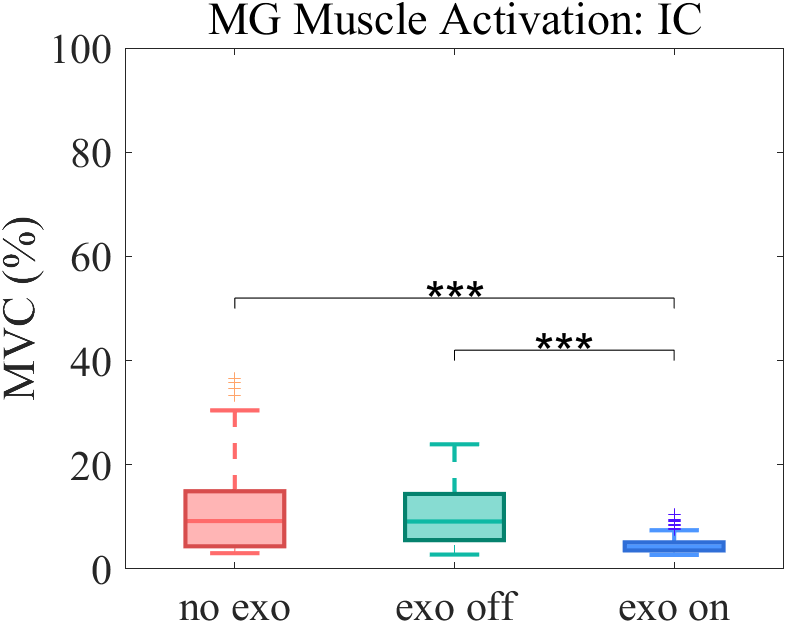 MG Muscle Activation: IC
MVC (%)
100
80
60
40
20
0
***
***
no exo
exo off
exo on